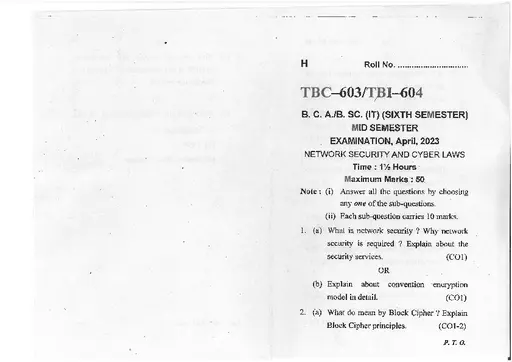 H Roll No. ..............................
TBC–603/TBI–604
B. C. A./B. SC. (IT) (SIXTH SEMESTER)
MID SEMESTER
EXAMINATION, April, 2023
NETWORK SECURITY AND CYBER LAWS
Time : 1½ Hours
Maximum Marks : 50
Note : (i) Answer all the questions by choosing
any one of the sub-questions.
(ii) Each sub-question carries 10 marks.
1. (a) What is network security ? Why network
security is required ? Explain about the
security services. (CO1)
OR
(b) Explain about convention encryption
model in detail. (CO1)
2. (a) What do mean by Block Cipher ? Explain
Block Cipher principles. (CO1-2)
P. T. O.